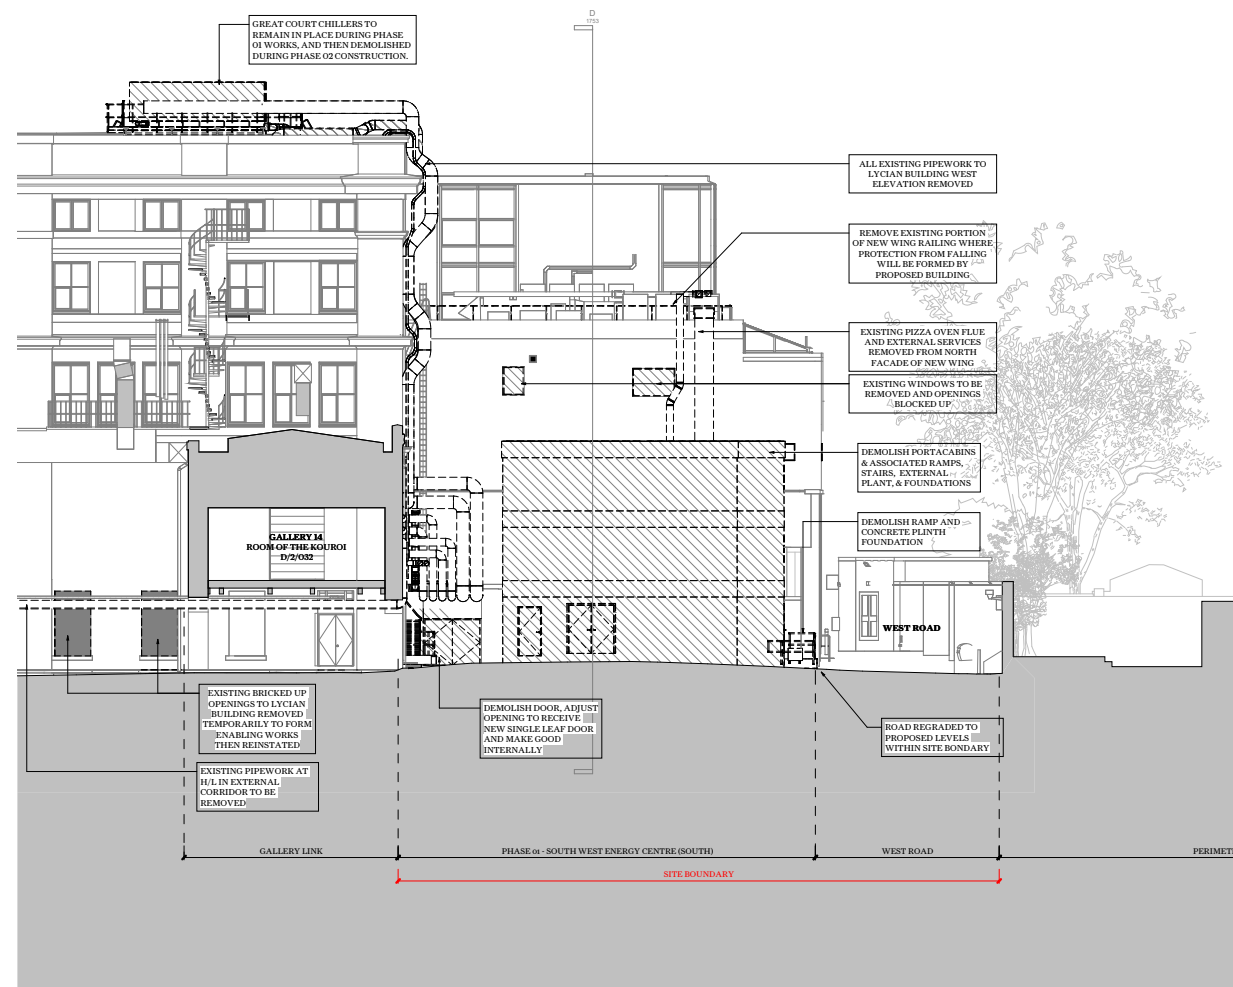 D
1753
GREAT COURT CHILLERS TO
REMAIN IN PLACE DURING PHASE
01 WORKS, AND THEN DEMOLISHED
DURING PHASE 02 CONSTRUCTION.
ALL EXISTING PIPEWORK TO
LYCIAN BUILDING WEST
ELEVATION REMOVED
REMOVE EXISTING PORTION
OF NEW WING RAILING WHERE
PROTECTION FROM FALLING
WILL BE FORMED BY
PROPOSED BUILDING
EXISTING PIZZA OVEN FLUE
AND EXTERNAL SERVICES
REMOVED FROM NORTH
FACADE OF NEW WING
EXISTING WINDOWS TO BE
REMOVED AND OPENINGS
BLOCKED UP
DEMOLISH PORTACABINS
& ASSOCIATED RAMPS,
STAIRS, EXTERNAL
PLANT, & FOUNDATIONS
DEMOLISH RAMP AND
CONCRETE PLINTH
FOUNDATION
GALLERY 14
ROOM OF THE KOUROI
D/2/032
WEST ROAD
EXISTING BRICKED UP
OPENINGS TO LYCIAN
BUILDING REMOVED
TEMPORARILY TO FORM
ENABLING WORKS
THEN REINSTATED
DEMOLISH DOOR, ADJUST
OPENING TO RECEIVE
NEW SINGLE LEAF DOOR
AND MAKE GOOD
INTERNALLY
ROAD REGRADED TO
PROPOSED LEVELS
WITHIN SITE BONDARY
EXISTING PIPEWORK AT
H/L IN EXTERNAL
CORRIDOR TO BE
REMOVED
GALLERY LINK
PHASE 01 - SOUTH WEST ENERGY CENTRE (SOUTH)
WEST ROAD
PERIMET
SITE BOUNDARY